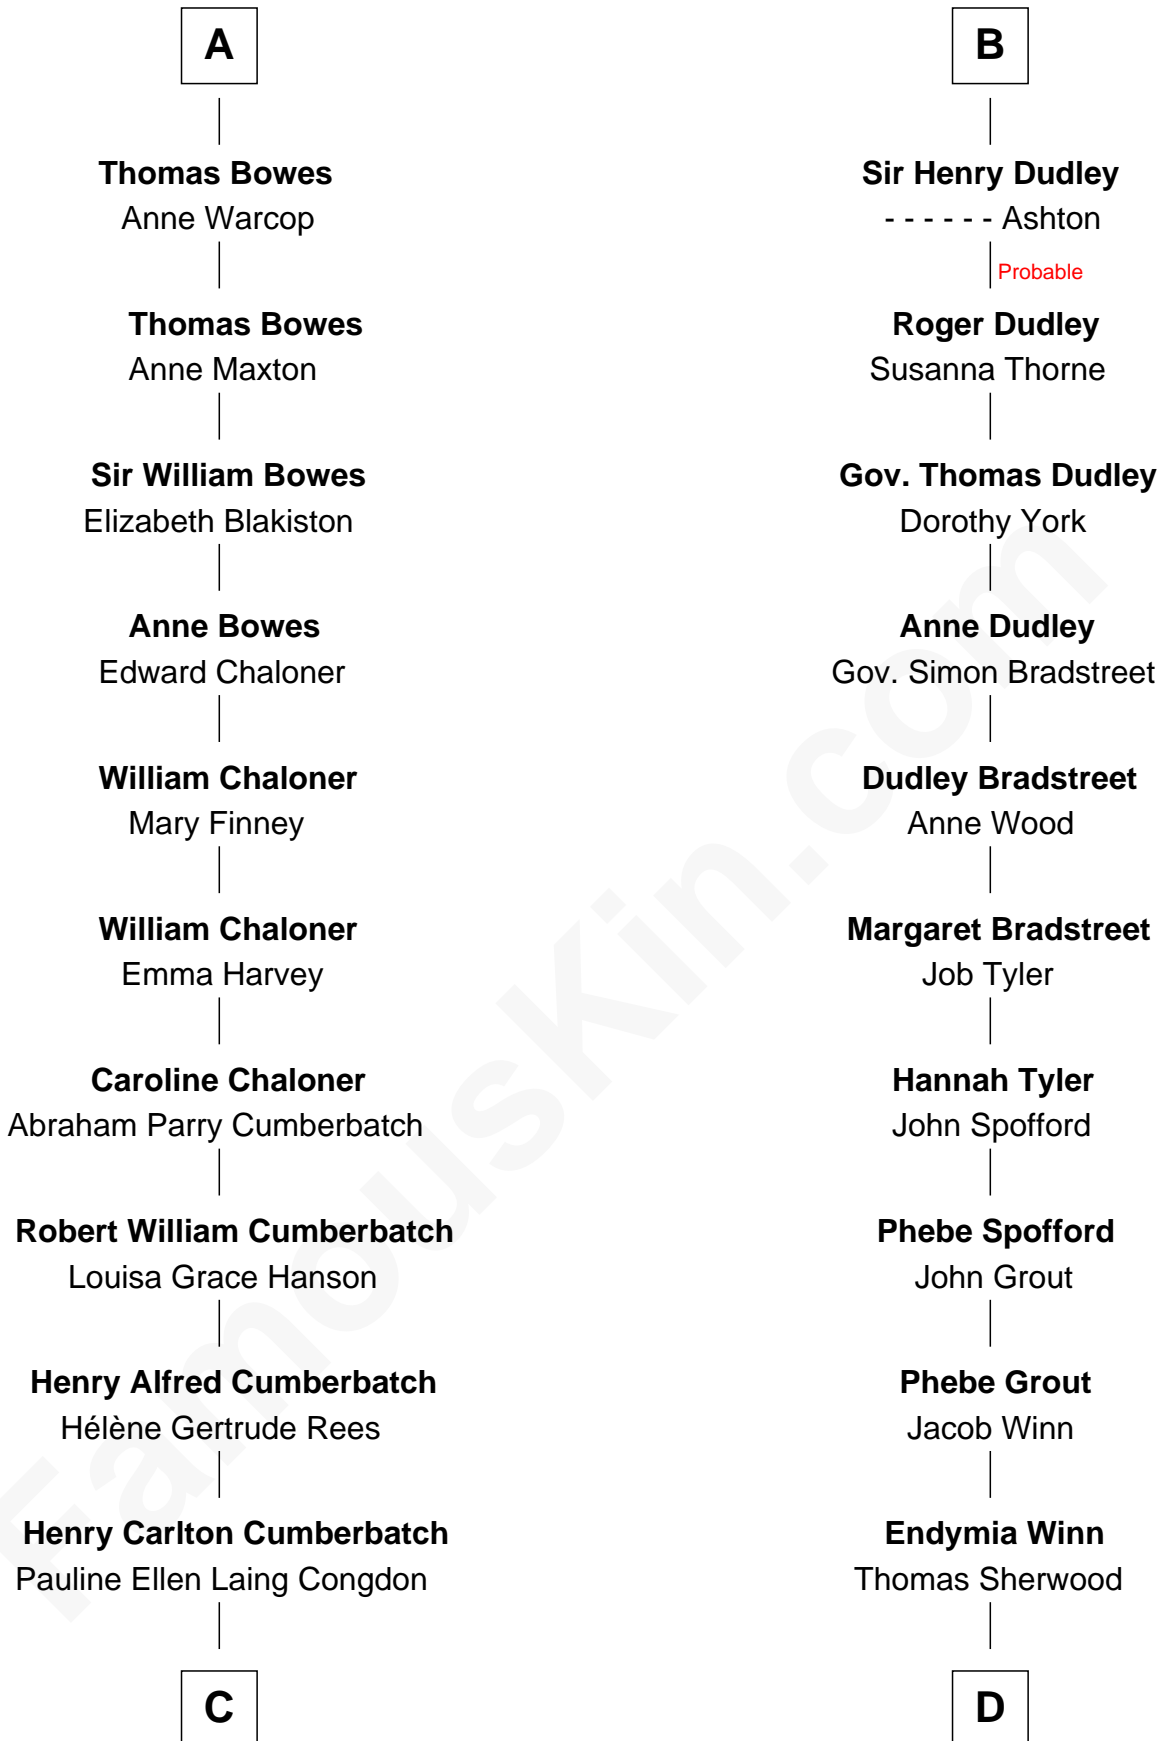 A
Thomas Bowes
Anne Warcop
Thomas Bowes
Anne Maxton
Sir William Bowes
Elizabeth Blakiston
Anne Bowes
Edward Chaloner
William Chaloner
Mary Finney
William Chaloner
Emma Harvey
Caroline Chaloner
Abraham Parry Cumberbatch
Robert William Cumberbatch
Louisa Grace Hanson
Henry Alfred Cumberbatch
Hélène Gertrude Rees
Henry Carlton Cumberbatch
Pauline Ellen Laing Congdon
C
B
Sir Henry Dudley
- - - - - - Ashton
Probable
Roger Dudley
Susanna Thorne
Gov. Thomas Dudley
Dorothy York
Anne Dudley
Gov. Simon Bradstreet
Dudley Bradstreet
Anne Wood
Margaret Bradstreet
Job Tyler
Hannah Tyler
John Spofford
Phebe Spofford
John Grout
Phebe Grout
Jacob Winn
Endymia Winn
Thomas Sherwood
D
FamousKin.com